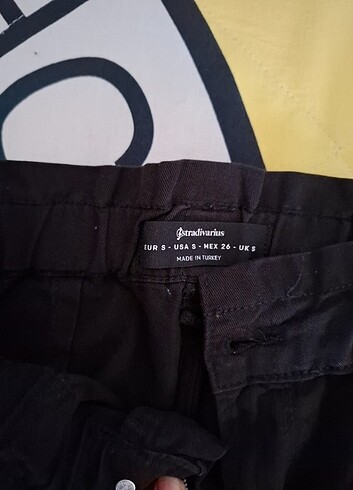 stradivarius
EUR S - USA S - MEX 26 - UK S
MADE IN TURKEY